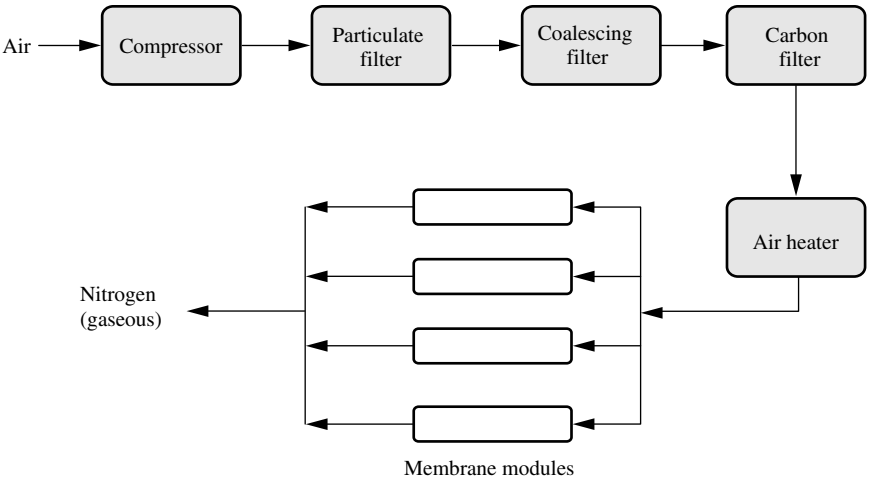 Air
Compressor
Particulate
filter
Coalescing
filter
Carbon
filter
Air heater
Nitrogen
(gaseous)
Membrane modules